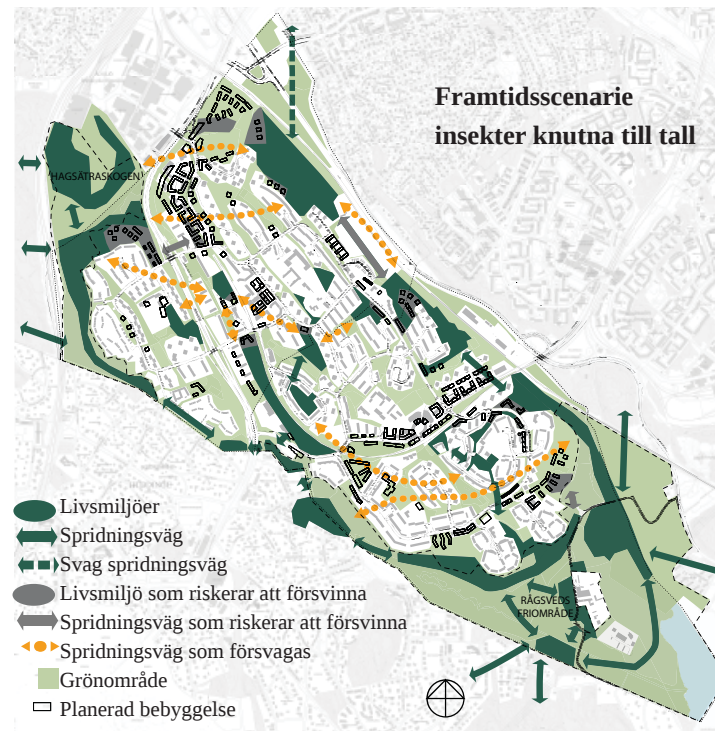 Framtidsscenarie
insekter knutna till tall
HAGSÄTRASKOGEN
Livsmiljöer
Spridningsväg
Svag spridningsväg
Livsmiljö som riskerar att försvinna
Spridningsväg som riskerar att försvinna
Spridningsväg som försvagas
Grönområde
Planerad bebyggelse
RÅGSVEDS
FRIOMRÅDE